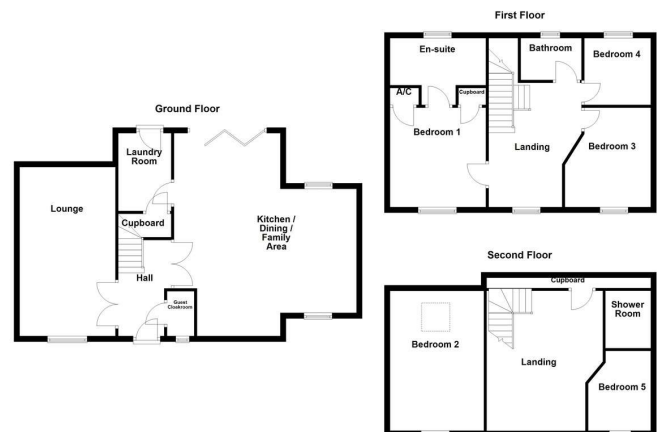 Ground Floor
Laundry
Room
Lounge
Cupboard
Kitchen /
Dining /
Family
Area
Hall
Guest
Cloakroom
First Floor
En-suite
Bathroom
Bedroom 4
A/C
Cupboard
Bedroom 1
Landing
Bedroom 3
Second Floor
Cupboard
Shower
Room
Bedroom 2
Landing
Bedroom 5